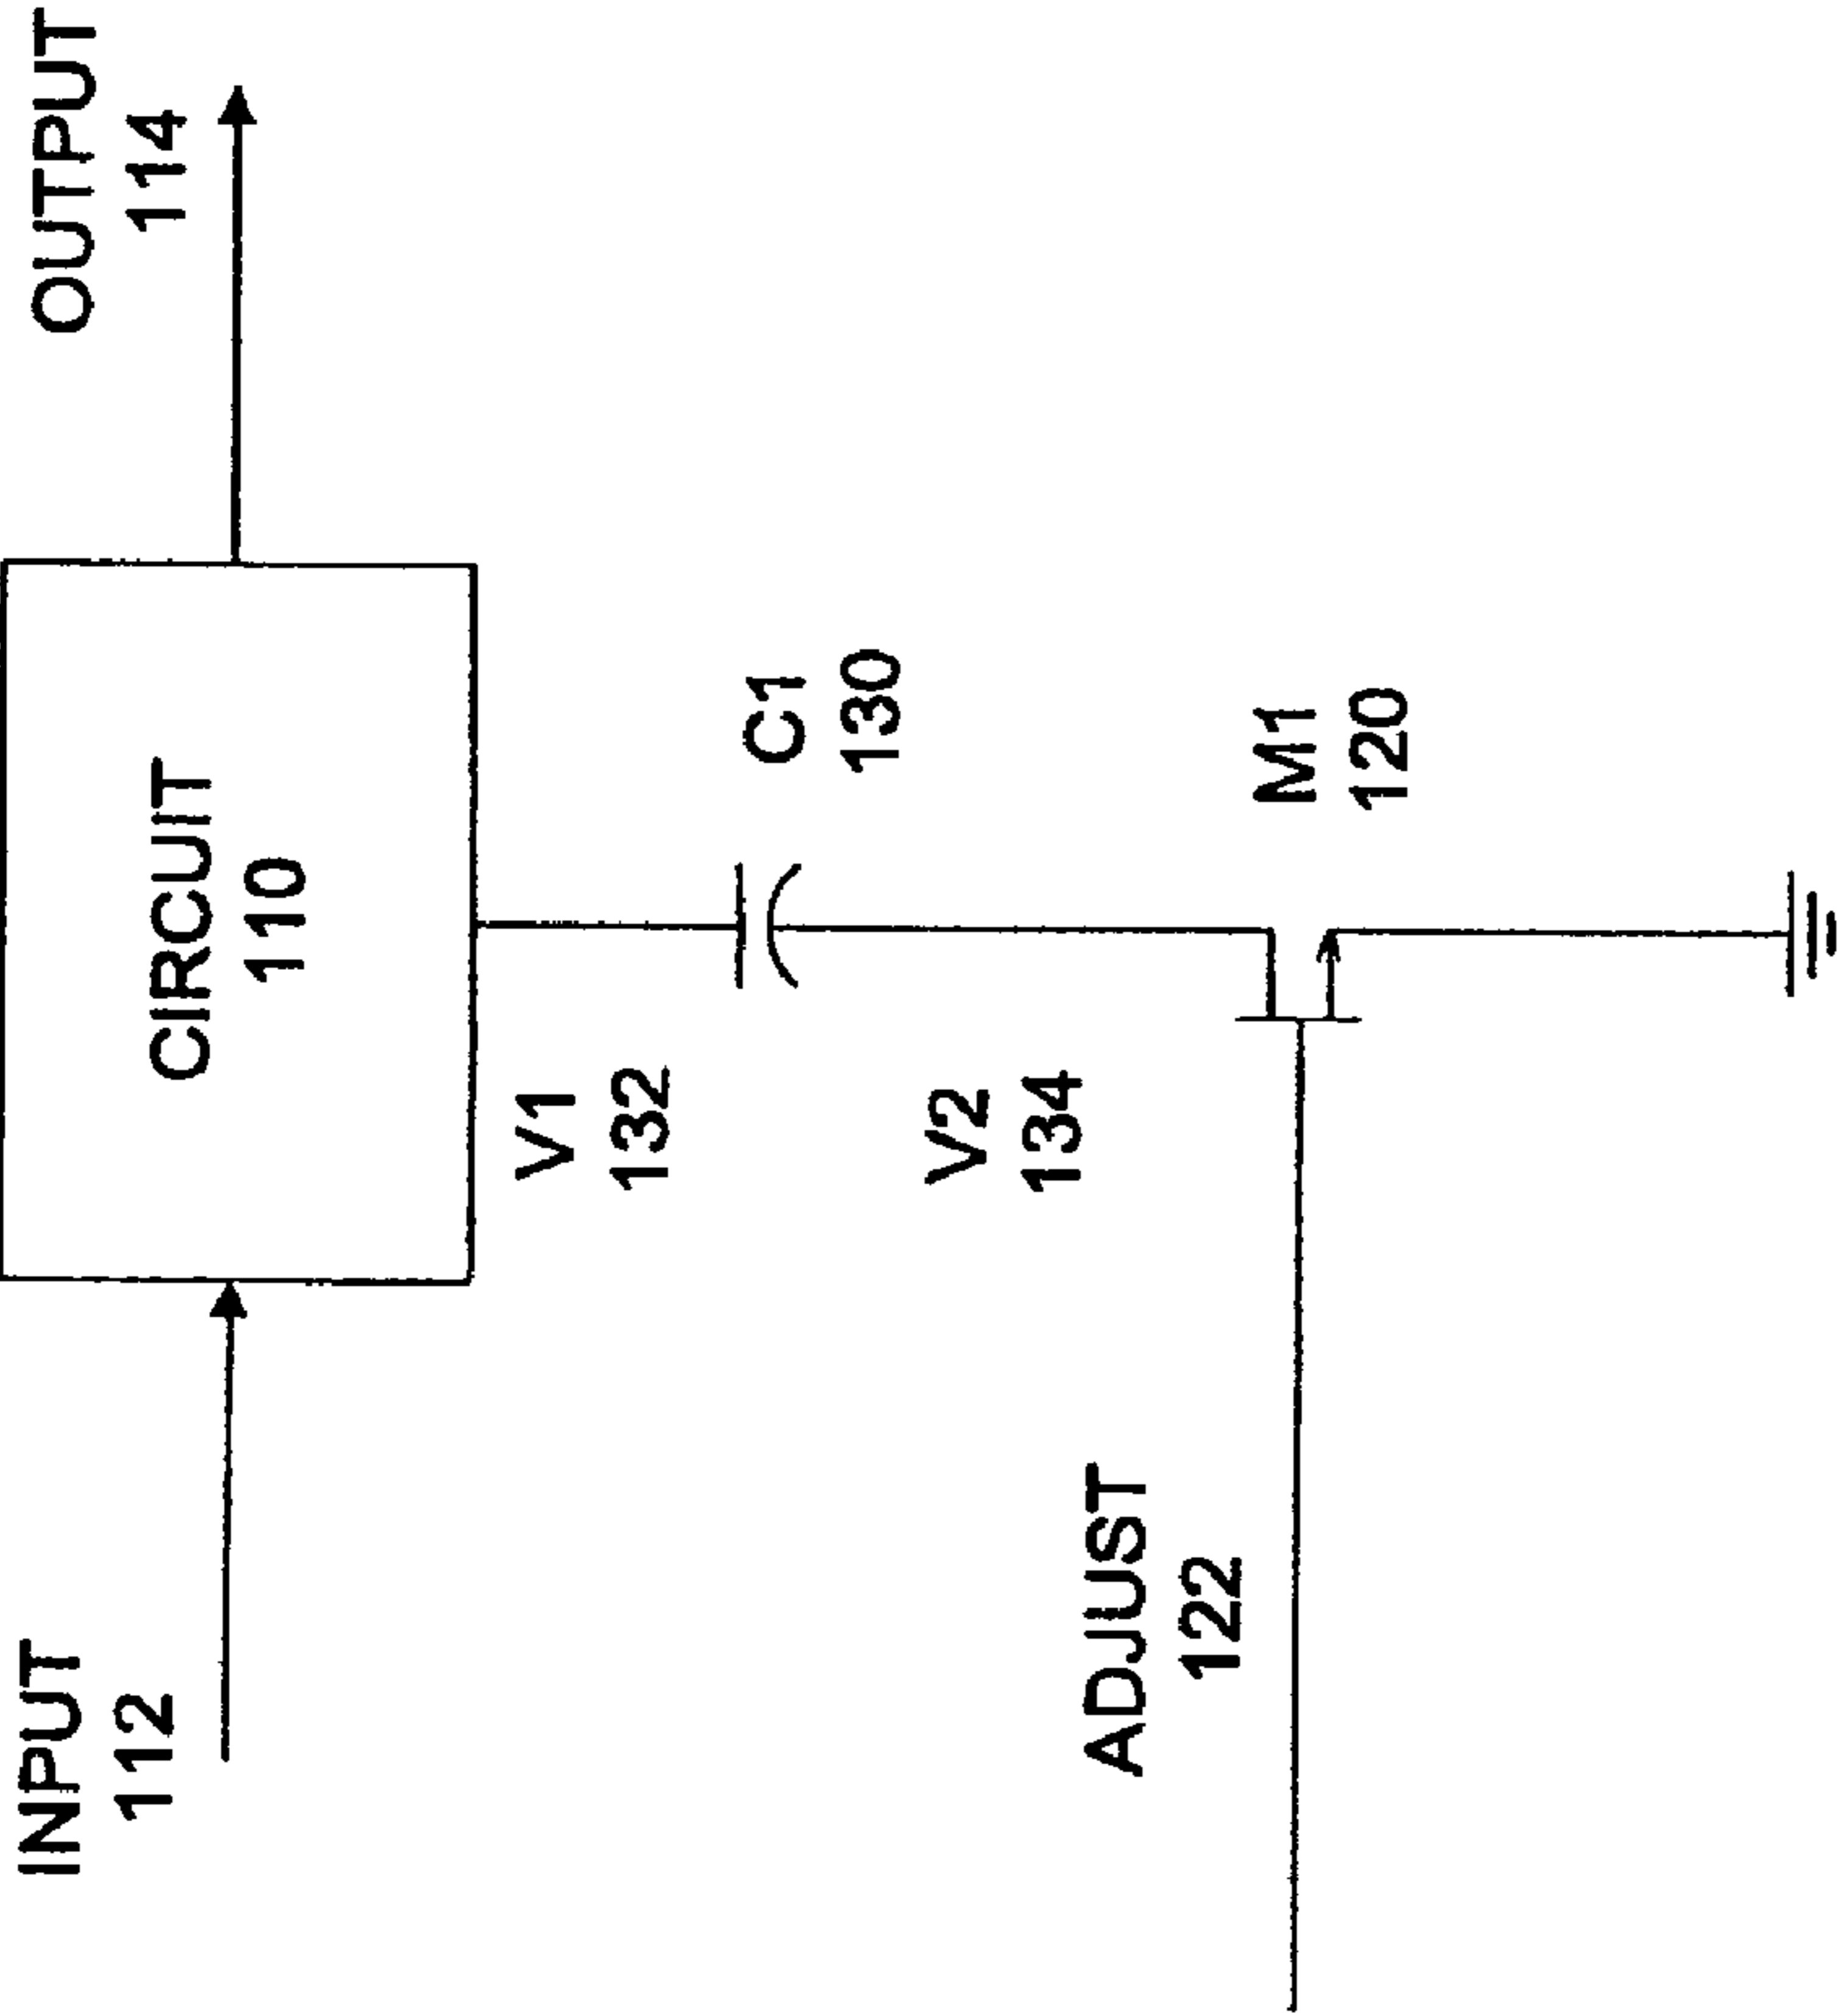 INPUT
112
CIRCUIT
110
OUTPUT
114
V1
132
C1
130
V2
134
ADJUST
122
M1
120